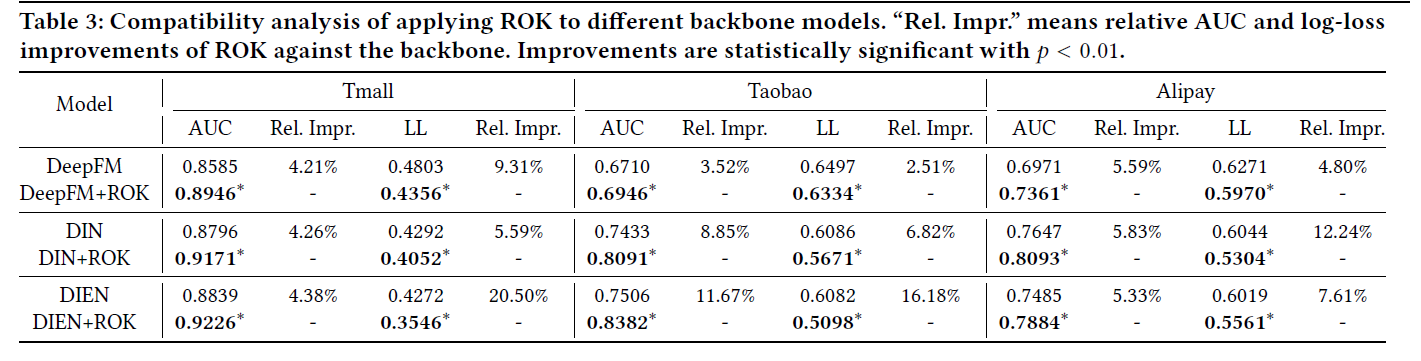 Table 3: Compatibility analysis of applying ROK to different backbone models. “Rel. Impr.” means relative AUC and log-loss
improvements of ROK against the backbone. Improvements are statistically significant with p < 0.01.
Model Tmall Taobao Alipay
AUC Rel. Impr. LL Rel. Impr. AUC Rel. Impr. LL Rel. Impr. AUC Rel. Impr. LL Rel. Impr.
DeepFM 0.8585 4.21% 0.4803 9.31% 0.6710 3.52% 0.6497 2.51% 0.6971 5.59% 0.6271 4.80%
DeepFM+ROK 0.8946* - 0.4356* - 0.6946* - 0.6334* - 0.7361* - 0.5970* -
DIN 0.8796 4.26% 0.4292 5.59% 0.7433 8.85% 0.6086 6.82% 0.7647 5.83% 0.6044 12.24%
DIN+ROK 0.9171* - 0.4052* - 0.8091* - 0.5671* - 0.8093* - 0.5304* -
DIEN 0.8839 4.38% 0.4272 20.50% 0.7506 11.67% 0.6082 16.18% 0.7485 5.33% 0.6019 7.61%
DIEN+ROK 0.9226* - 0.3546* - 0.8382* - 0.5098* - 0.7884* - 0.5561* -